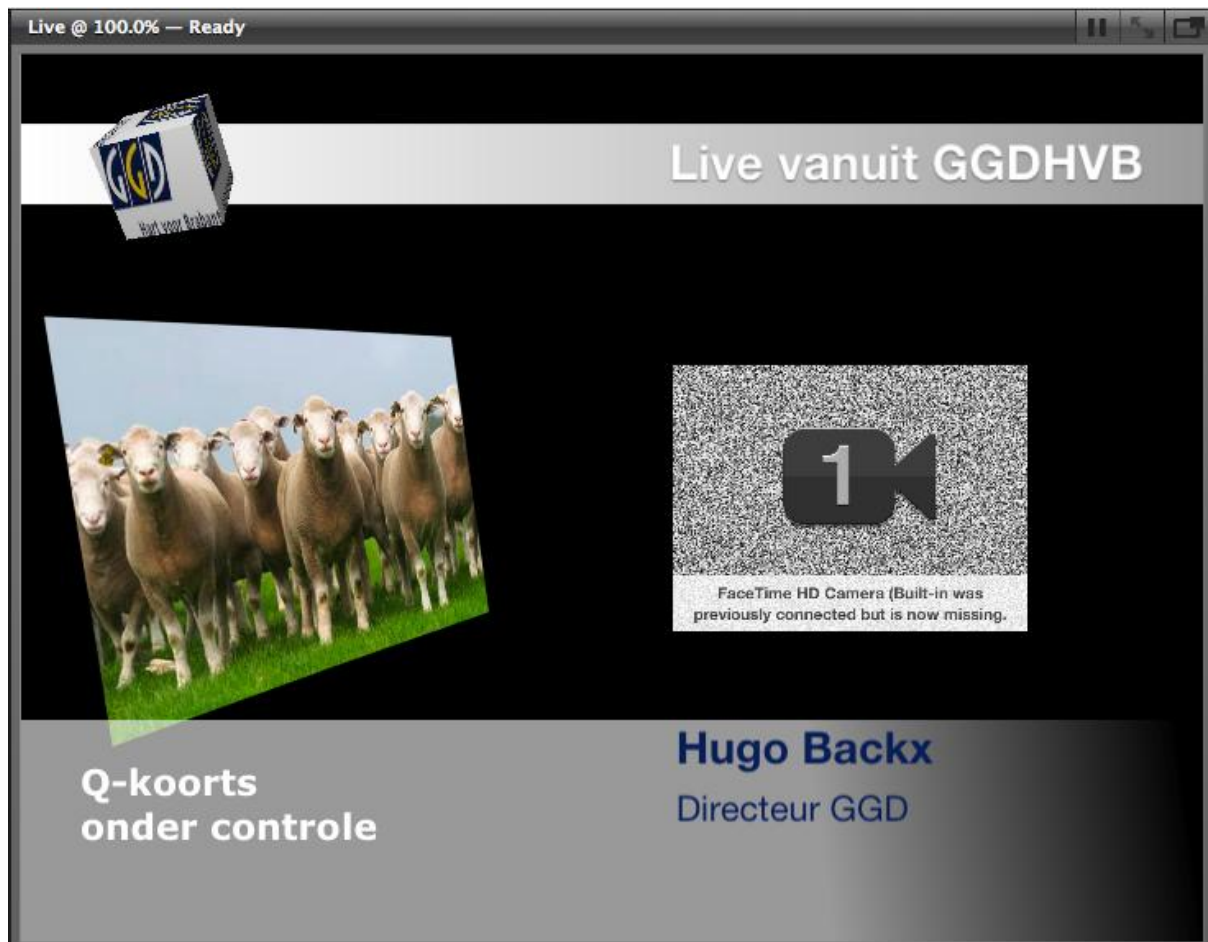 Live @ 100.0% — Ready
Live vanuit GGDHVB
GGD
Hart voor Brabant
1
FaceTime HD Camera (Built-in was
previously connected but is now missing.
Hugo Backx
Directeur GGD
Q-koorts
onder controle